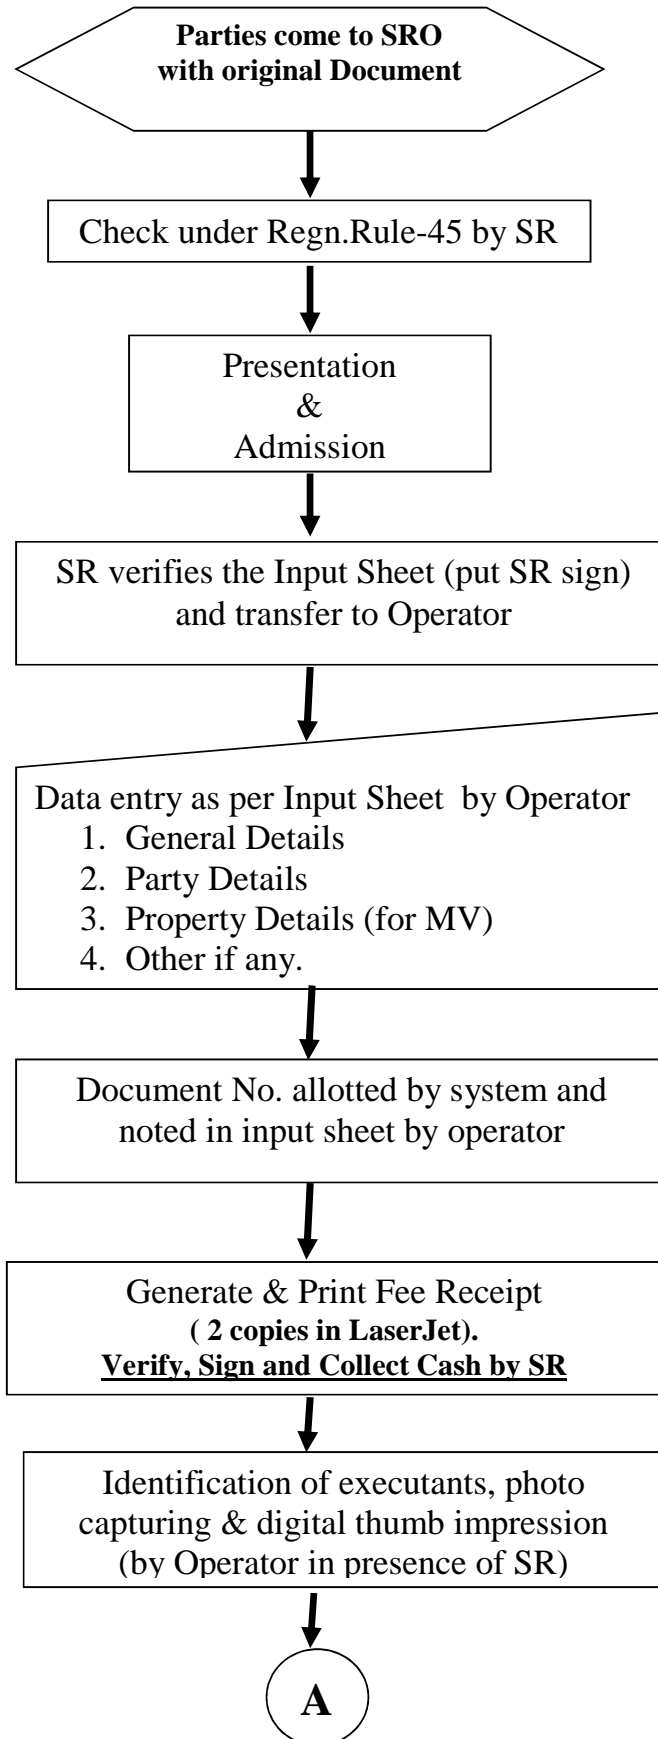 Parties come to SRO
with original Document
Check under Regn.Rule-45 by SR
Presentation
&
Admission
SR verifies the Input Sheet (put SR sign)
and transfer to Operator
Data entry as per Input Sheet by Operator
1. General Details
2. Party Details
3. Property Details (for MV)
4. Other if any.
Document No. allotted by system and
noted in input sheet by operator
Generate & Print Fee Receipt
( 2 copies in LaserJet).
Verify, Sign and Collect Cash by SR
Identification of executants, photo
capturing & digital thumb impression
(by Operator in presence of SR)
A